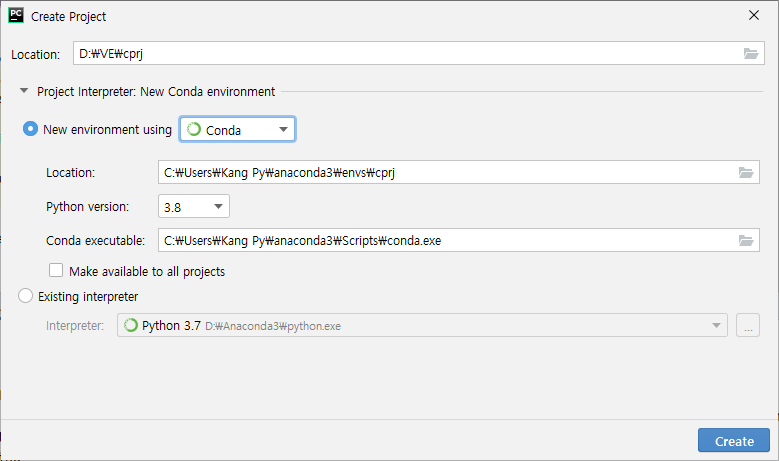 PC
Create Project
Location: D:₩VE₩cprj
Project Interpreter: New Conda environment
New environment using Conda
Location: C:₩Users₩Kang Py₩anaconda3₩envs₩cprj
Python version: 3.8
Conda executable: C:₩Users₩Kang Py₩anaconda3₩Scripts₩conda.exe
Make available to all projects
Existing interpreter
Interpreter: Python 3.7 D:₩Anaconda3₩python.exe ...
Create